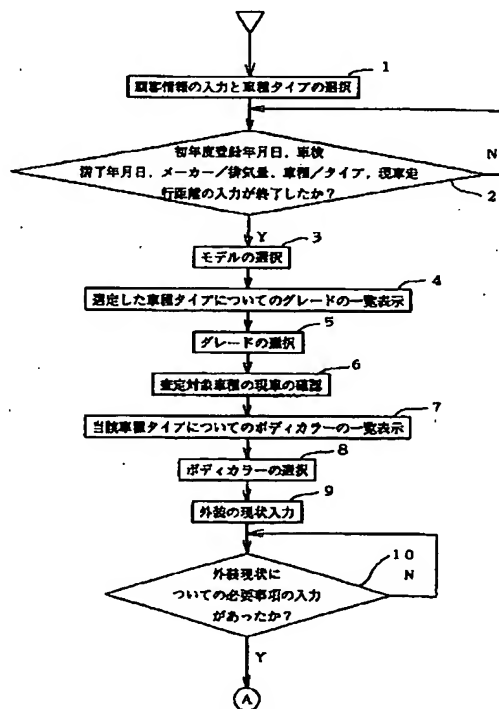 1
顧客情報の入力と車種タイプの選択
初年度登録年月日、車検
満了年月日、メーカー/排気量、車種/タイプ、現車走
行距離の入力が終了したか?
N
2
Y
3
モデルの選択
4
選定した車種タイプについてのグレードの一覧表示
5
グレードの選択
6
査定対象車種の現車の確認
7
当該車種タイプについてのボディカラーの一覧表示
8
ボディカラーの選択
9
外装の現状入力
10
N
外装現状に
ついての必要事項の入力
があったか?
Y
A